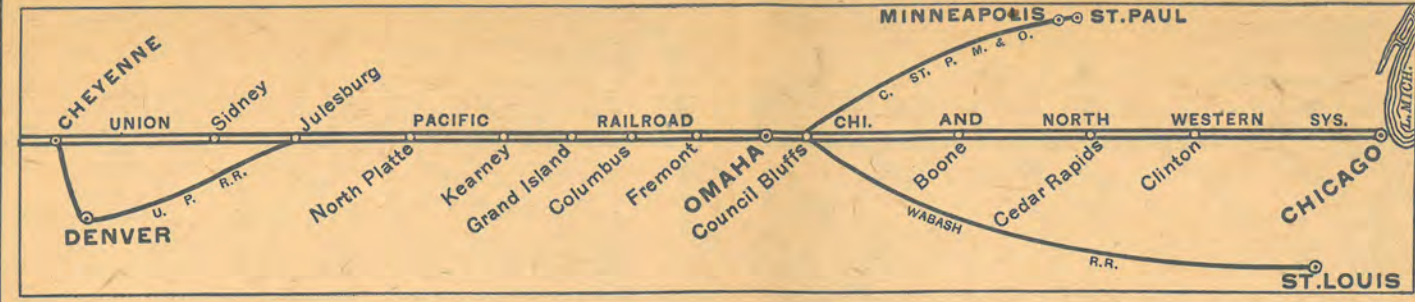 MINNEAPOLIS ST. PAUL
C. ST. P. M. & O.
CHEYENNE
Sidney
Julesburg
UNION PACIFIC RAILROAD CHI. AND NORTH WESTERN SYS.
L. MICH.
U. P. R.R.
DENVER
North Platte
Kearney
Grand Island
Columbus
Fremont
OMAHA
Council Bluffs
Boone
Cedar Rapids
Clinton
CHICAGO
WABASH R.R.
ST. LOUIS